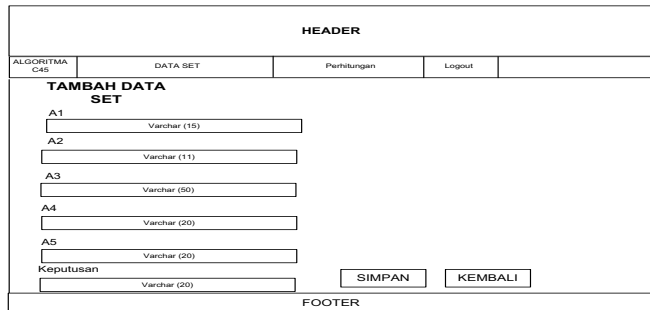 HEADER
ALGORITMA
C45
DATA SET
Perhitungan
Logout
TAMBAH DATA
SET
A1
Varchar (15)
A2
Varchar (11)
A3
Varchar (50)
A4
Varchar (20)
A5
Varchar (20)
Keputusan
Varchar (20)
SIMPAN
KEMBALI
FOOTER